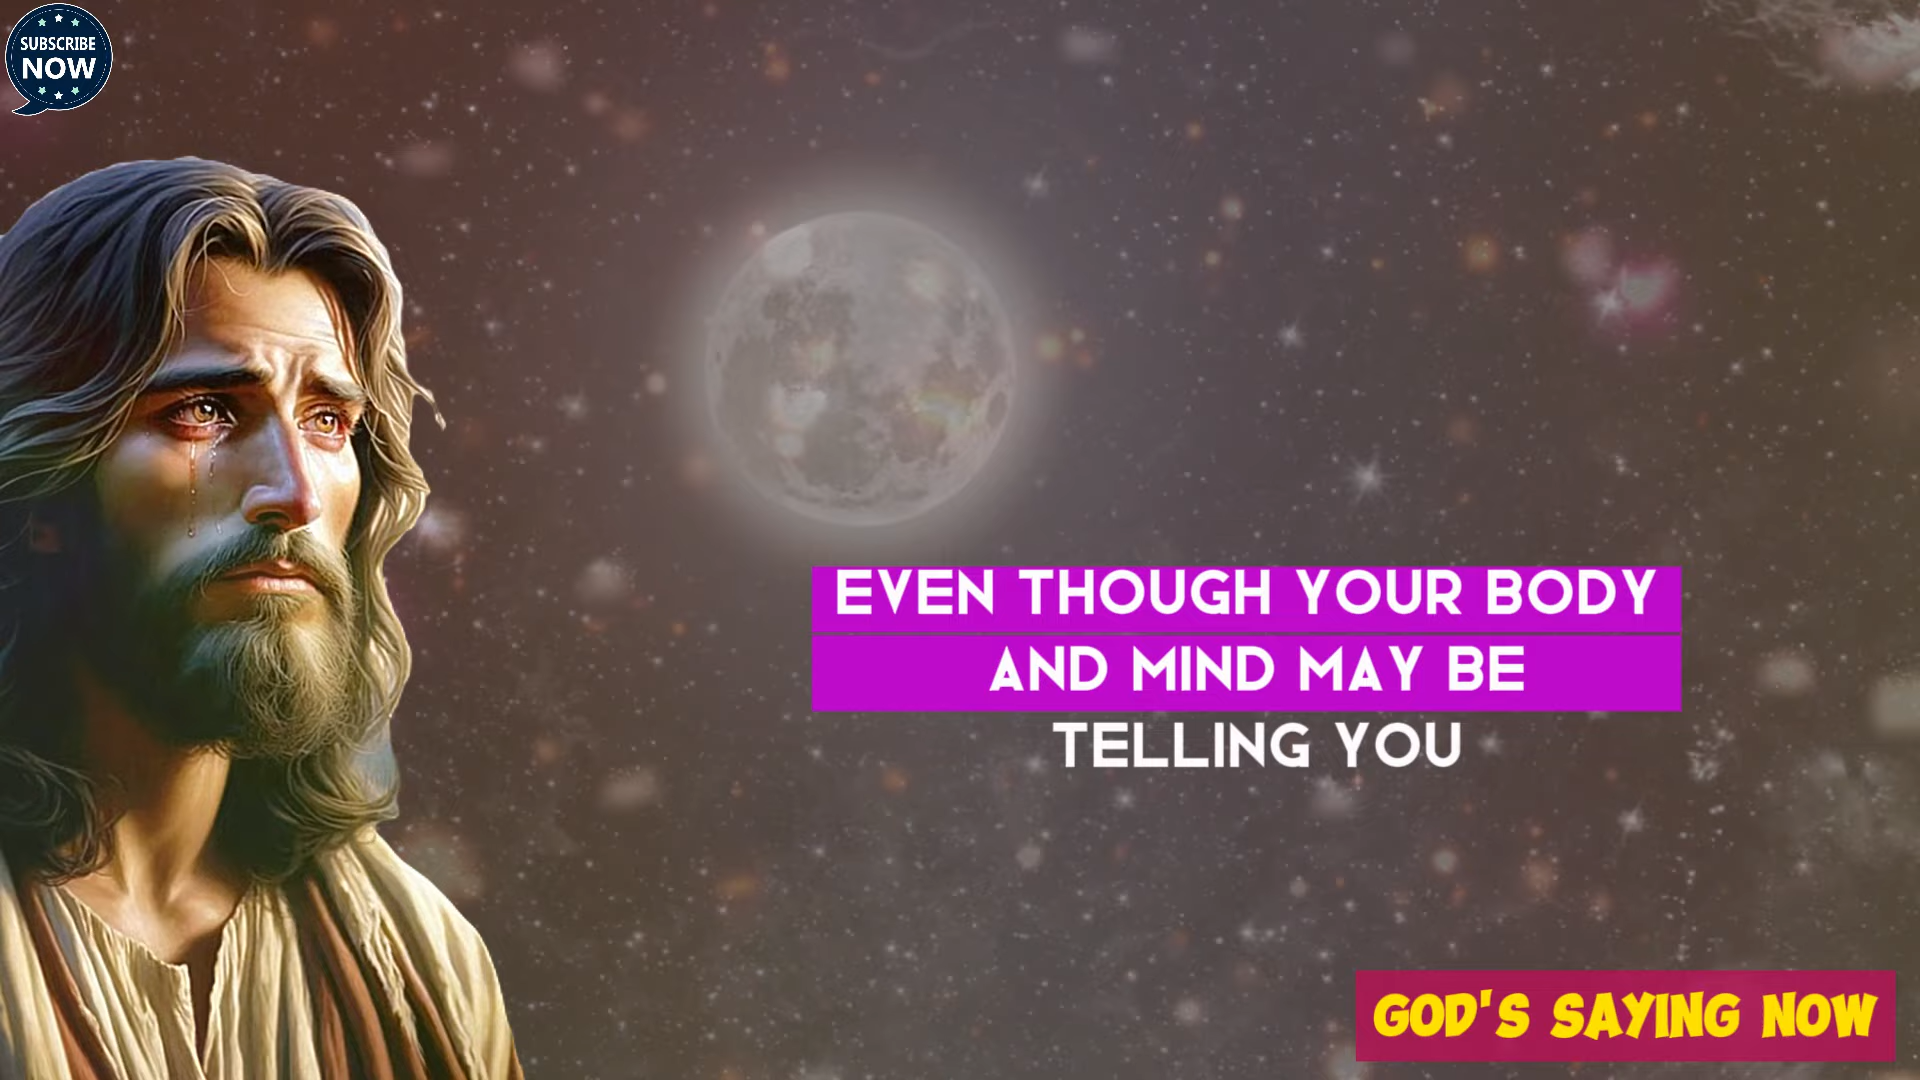 SUBSCRIBE
NOW
EVEN THOUGH YOUR BODY
AND MIND MAY BE
TELLING YOU
GOD'S SAYING NOW